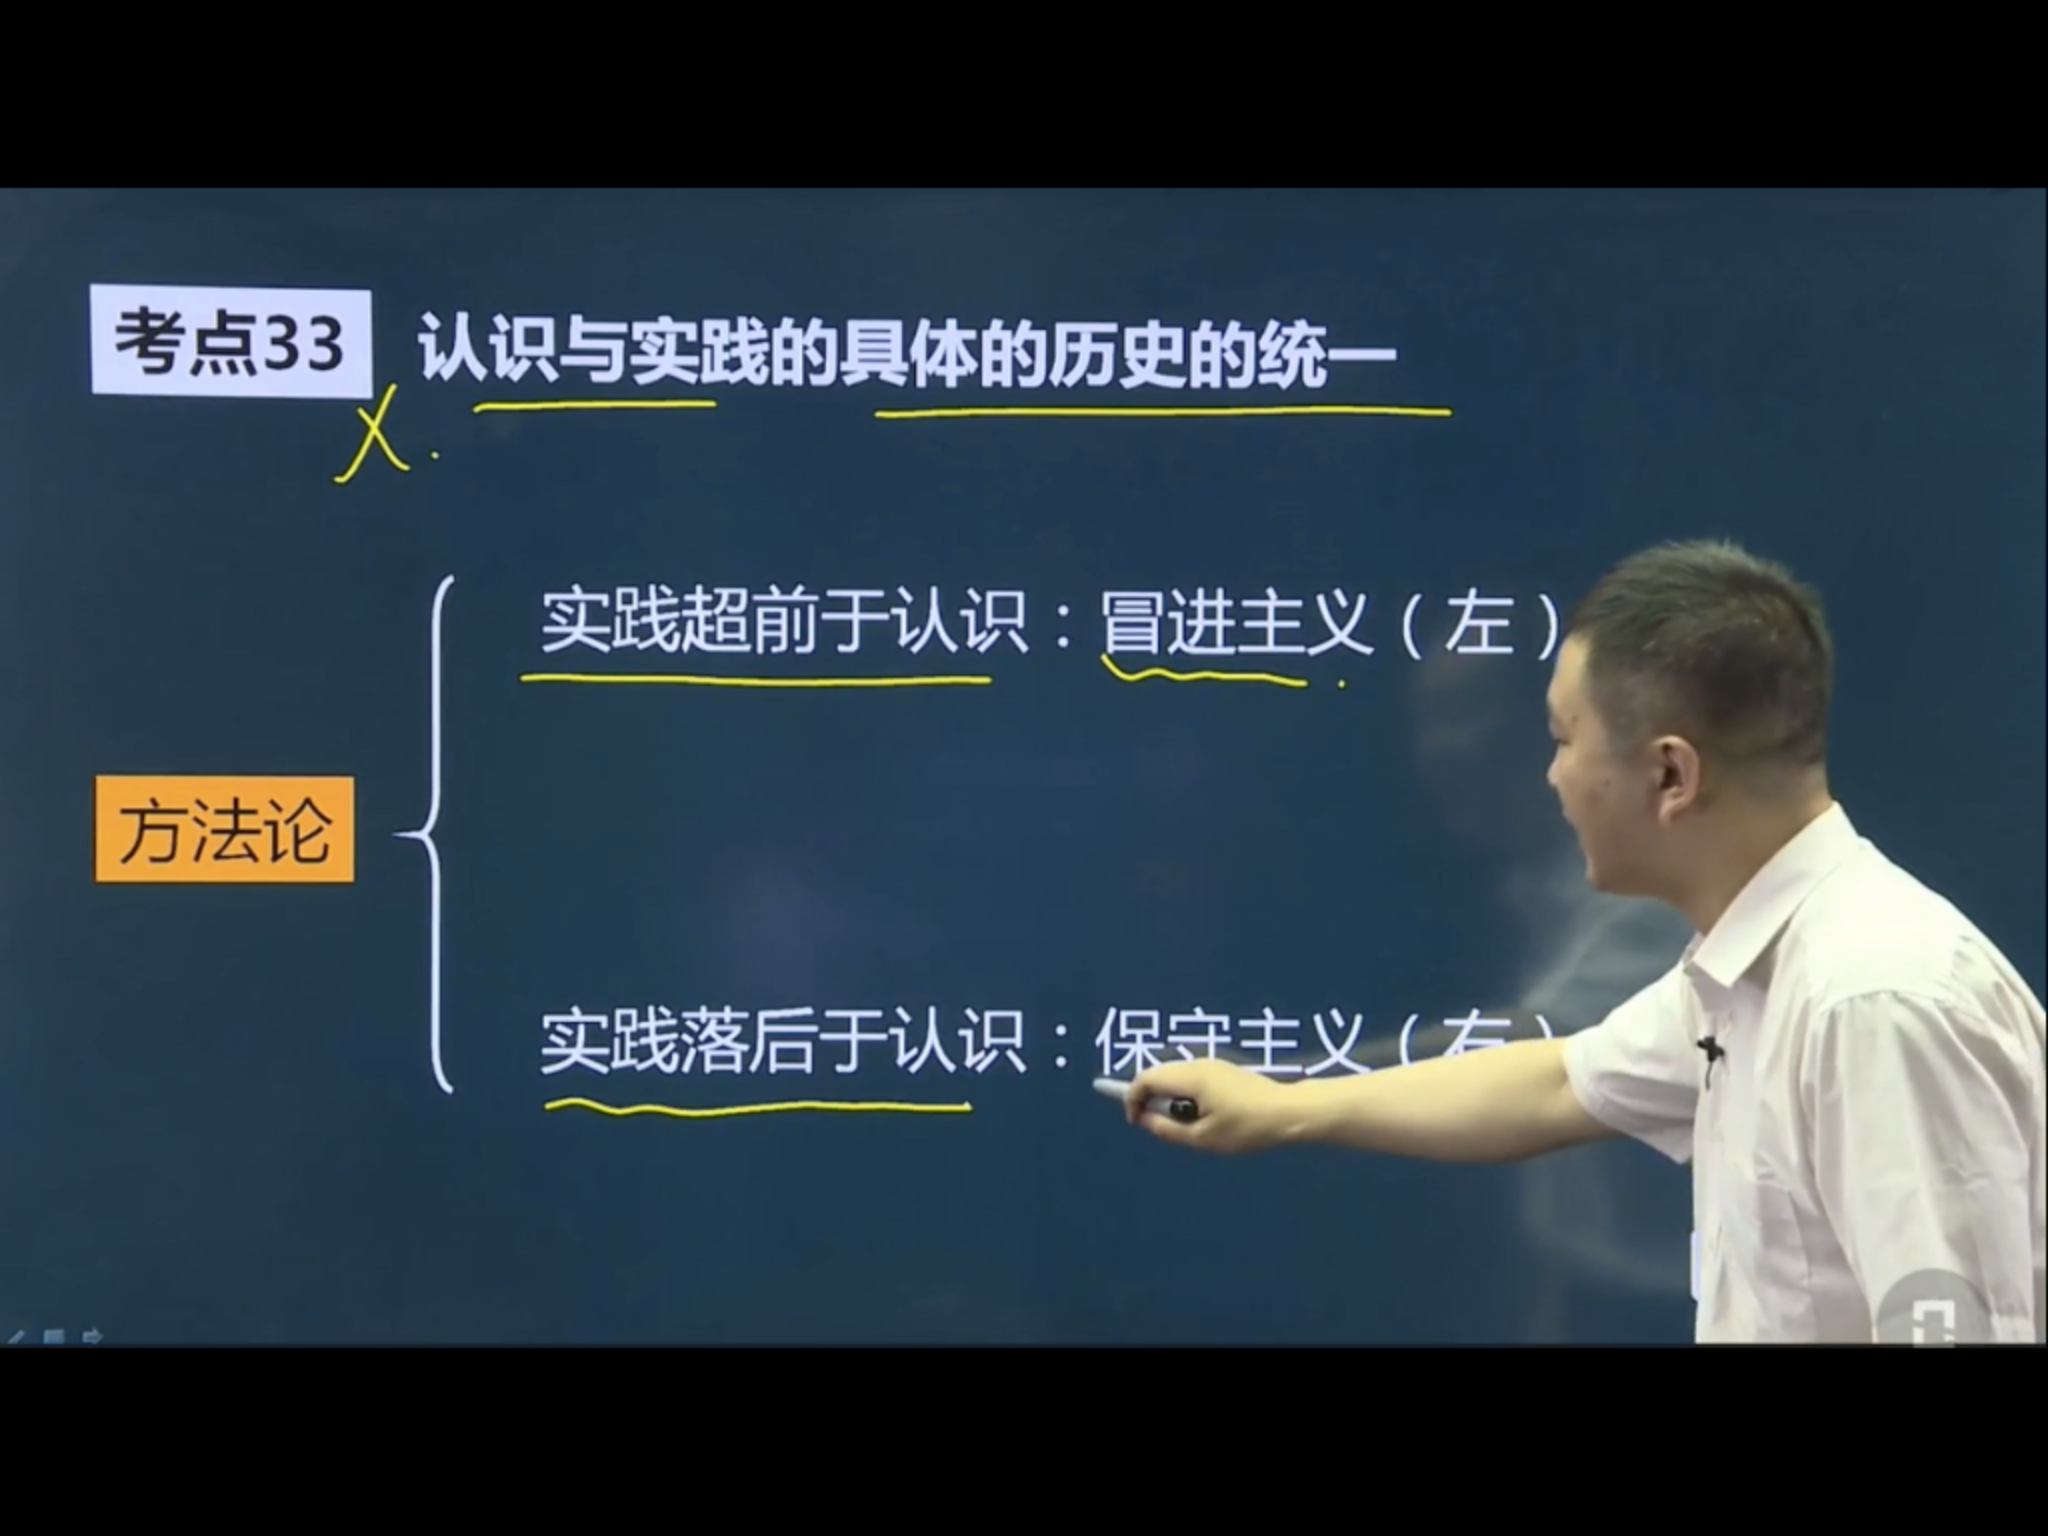 考点33 认识与实践的具体的历史的统一
X.
实践超前于认识：冒进主义（左）
方法论
实践落后于认识：保守主义（右）